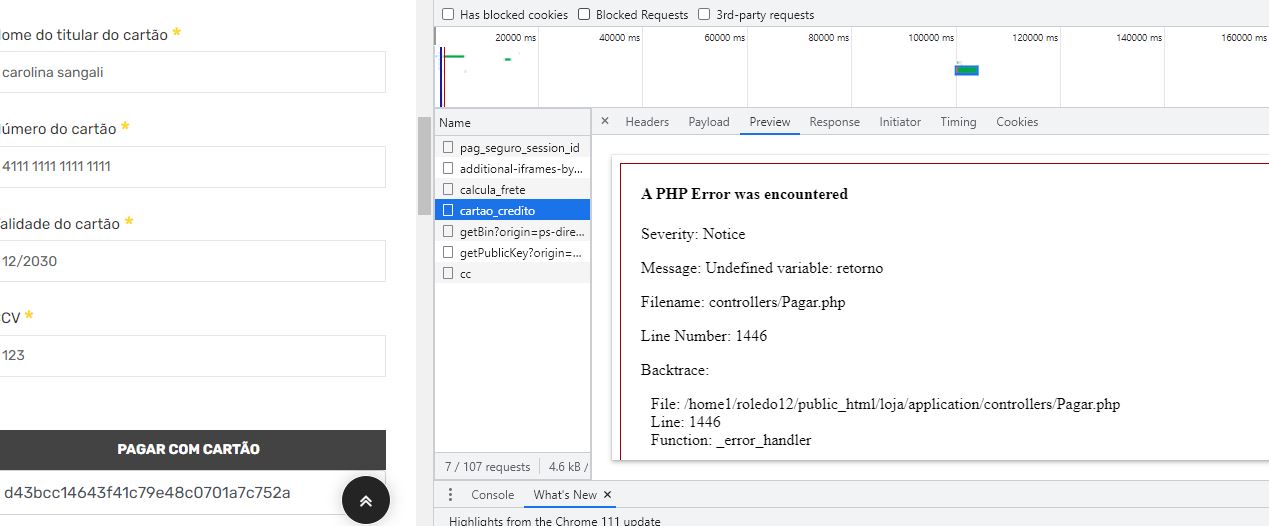 ome do titular do cartão *
carolina sangali
úmero do cartão *
4111 1111 1111 1111
alidade do cartão *
12/2030
CV *
123
PAGAR COM CARTÃO
d43bcc14643f41c79e48c0701a7c752a
Has blocked cookies Blocked Requests 3rd-party requests
20000 ms 40000 ms 60000 ms 80000 ms 100000 ms 120000 ms 140000 ms 160000 ms
Name
pag_seguro_session_id
additional-iframes-by...
calcula_frete
cartao_credito
getBin?origin=ps-dire...
getPublicKey?origin=...
cc
7 / 107 requests 4.6 kB /
× Headers Payload Preview Response Initiator Timing Cookies
A PHP Error was encountered
Severity: Notice
Message: Undefined variable: retorno
Filename: controllers/Pagar.php
Line Number: 1446
Backtrace:
File: /home1/roledo12/public_html/loja/application/controllers/Pagar.php
Line: 1446
Function: _error_handler
Console What's New ×
Highlights from the Chrome 111 update